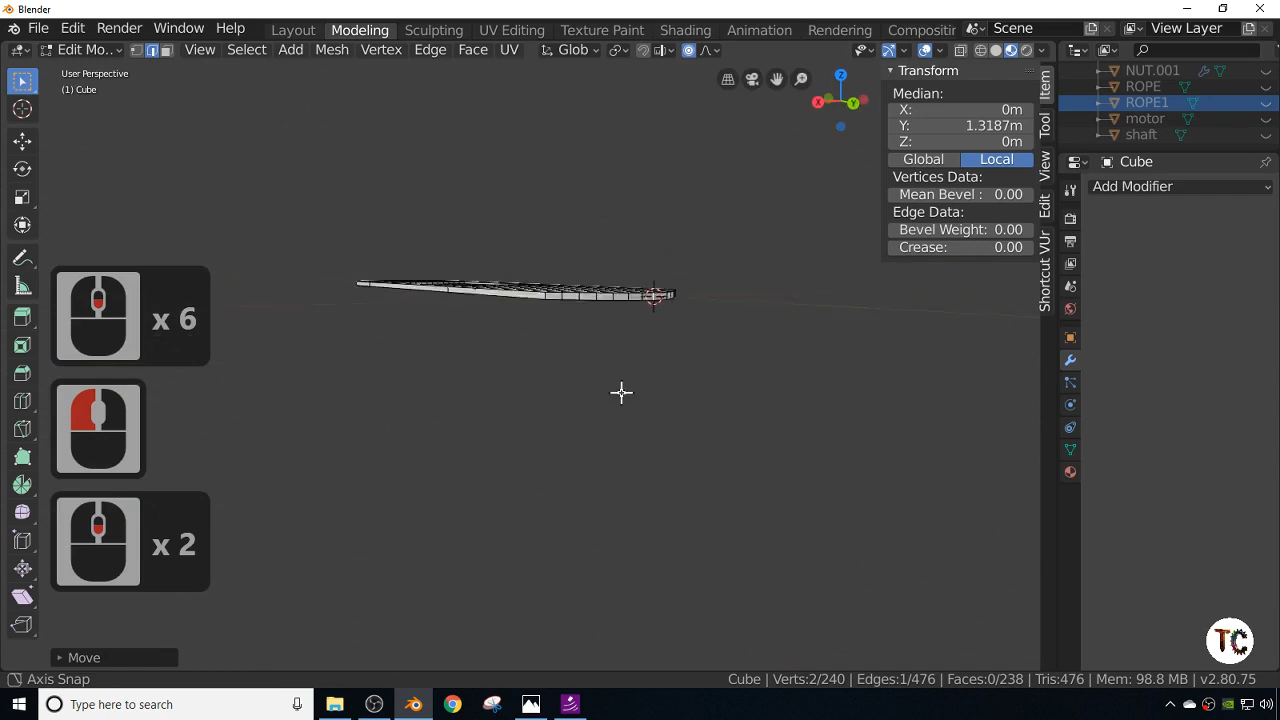 Blender
File Edit Render Window Help Layout Modeling Sculpting UV Editing Texture Paint Shading Animation Rendering Compositin Scene View Layer
Edit Mo... View Select Add Mesh Vertex Edge Face UV Glob
User Perspective
(1) Cube
X Y Z
Transform
Median:
X: 0m
Y: 1.3187m
Z: 0m
Global Local
Vertices Data:
Mean Bevel : 0.00
Edge Data:
Bevel Weight: 0.00
Crease: 0.00
Item
Tool
View
Edit
Shortcut VUr
NUT.001
ROPE
ROPE1
motor
shaft
Cube
Add Modifier
x 6
x 2
Move
TC
Axis Snap
Cube | Verts:2/240 | Edges:1/476 | Faces:0/238 | Tris:476 | Mem: 98.8 MB | v2.80.75
Type here to search